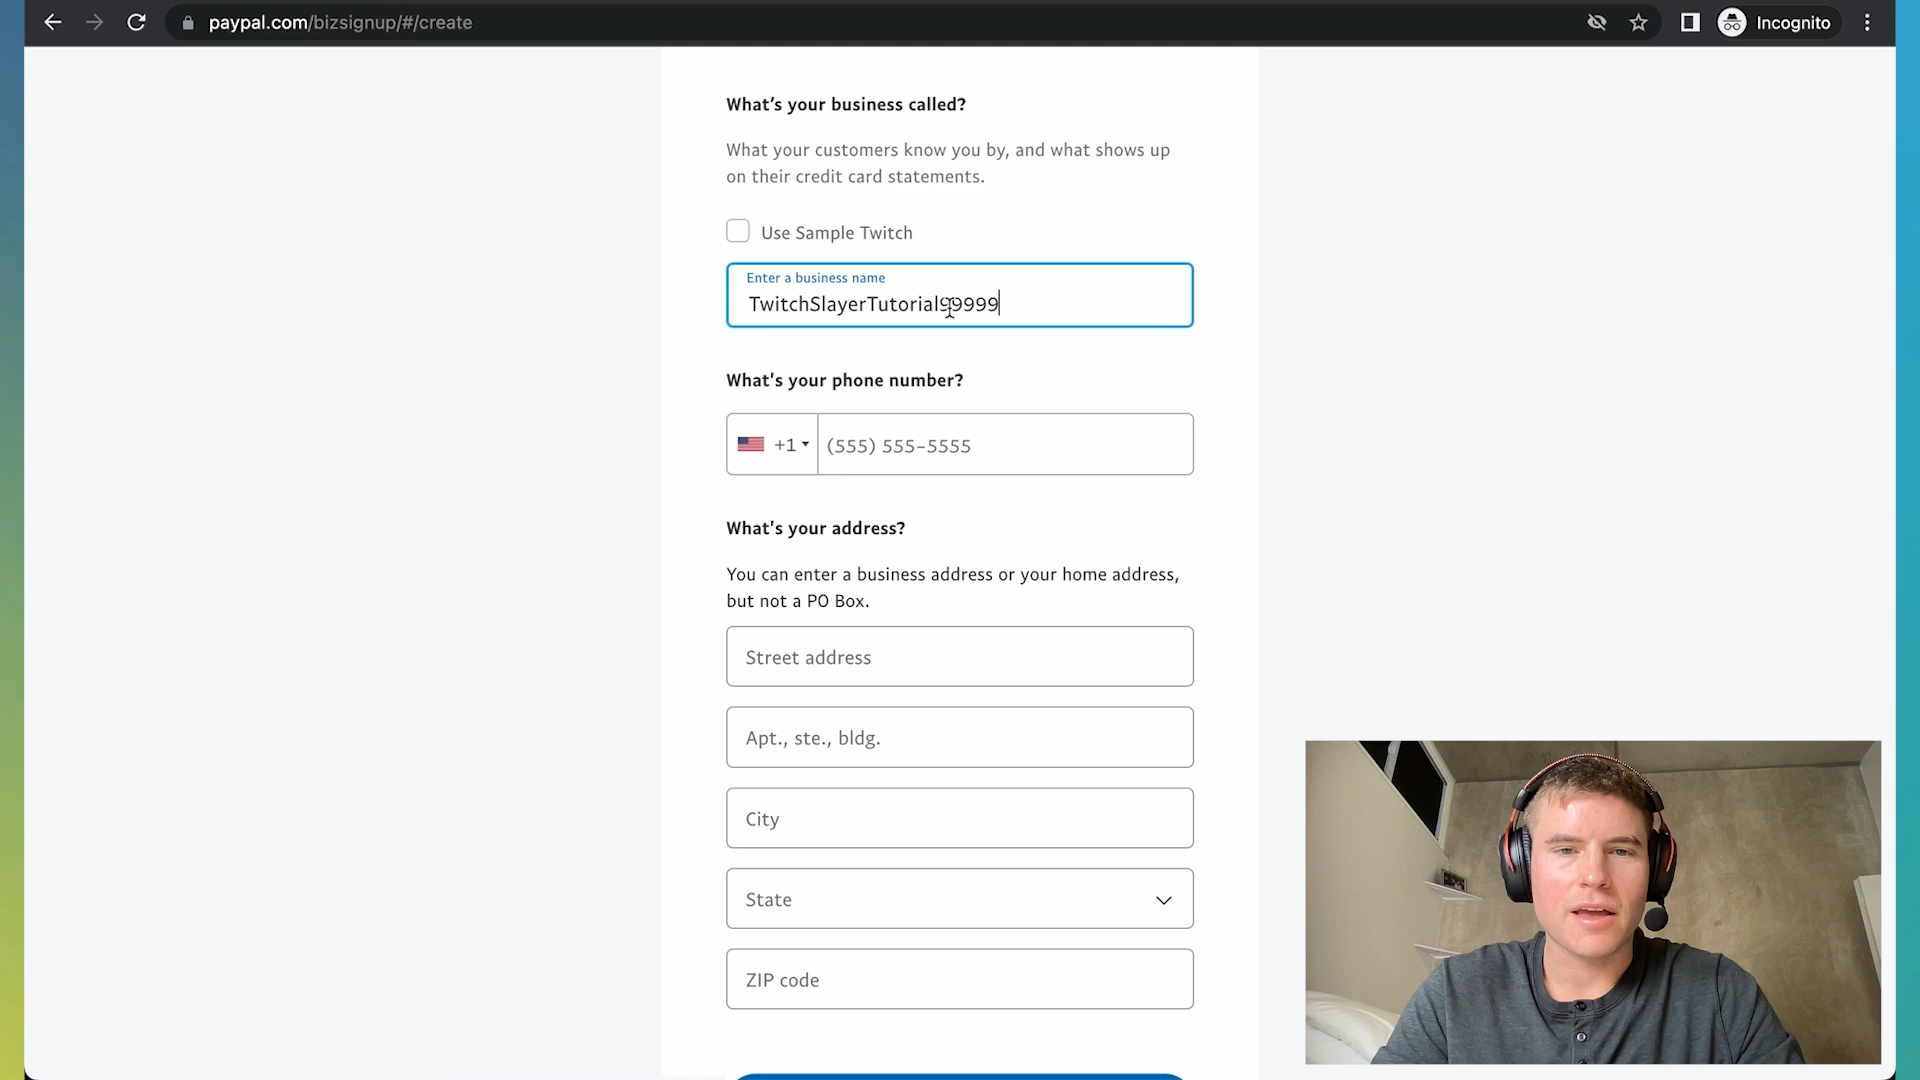 paypal.com/bizsignup/#/create
Incognito
What's your business called?
What your customers know you by, and what shows up
on their credit card statements.
Use Sample Twitch
Enter a business name
TwitchSlayerTutorial99999
What's your phone number?
+1
(555) 555-5555
What's your address?
You can enter a business address or your home address,
but not a PO Box.
Street address
Apt., ste., bldg.
City
State
ZIP code